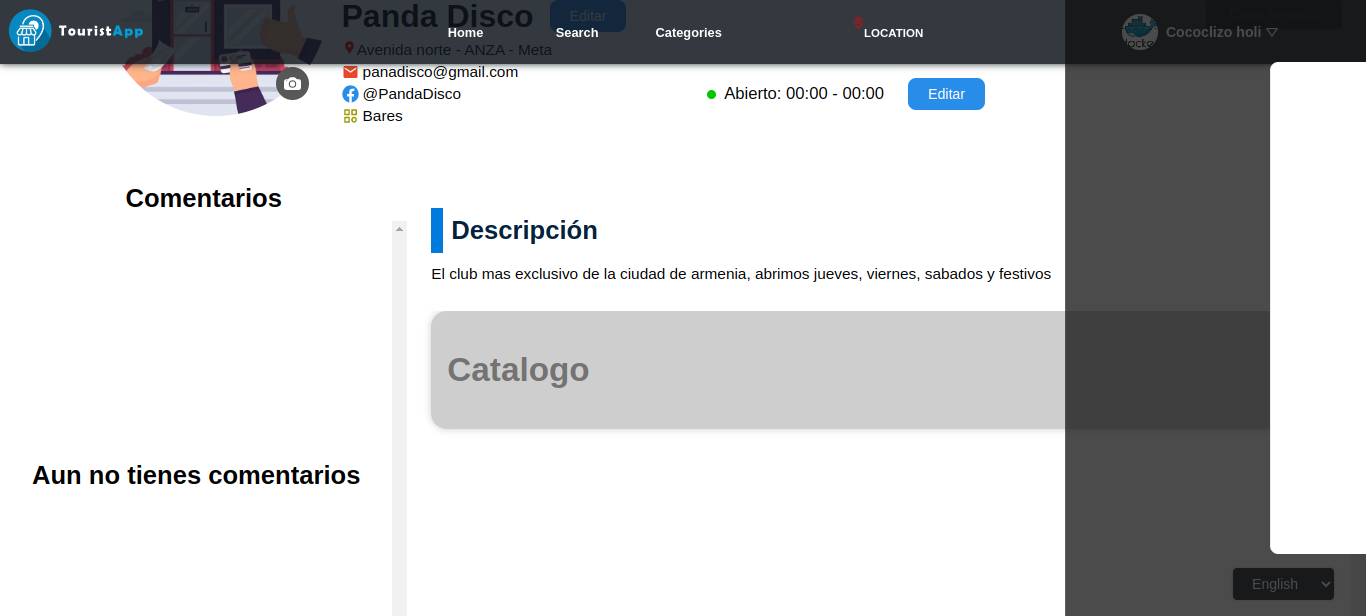 Panda Disco
Editar
TouristApp
Home
Search
Categories
LOCATION
Cococlizo holi
Avenida norte - ANZA - Meta
panadisco@gmail.com
@PandaDisco
Bares
Abierto: 00:00 - 00:00
Editar
Comentarios
Descripción
El club mas exclusivo de la ciudad de armenia, abrimos jueves, viernes, sabados y festivos
Catalogo
Aun no tienes comentarios
English